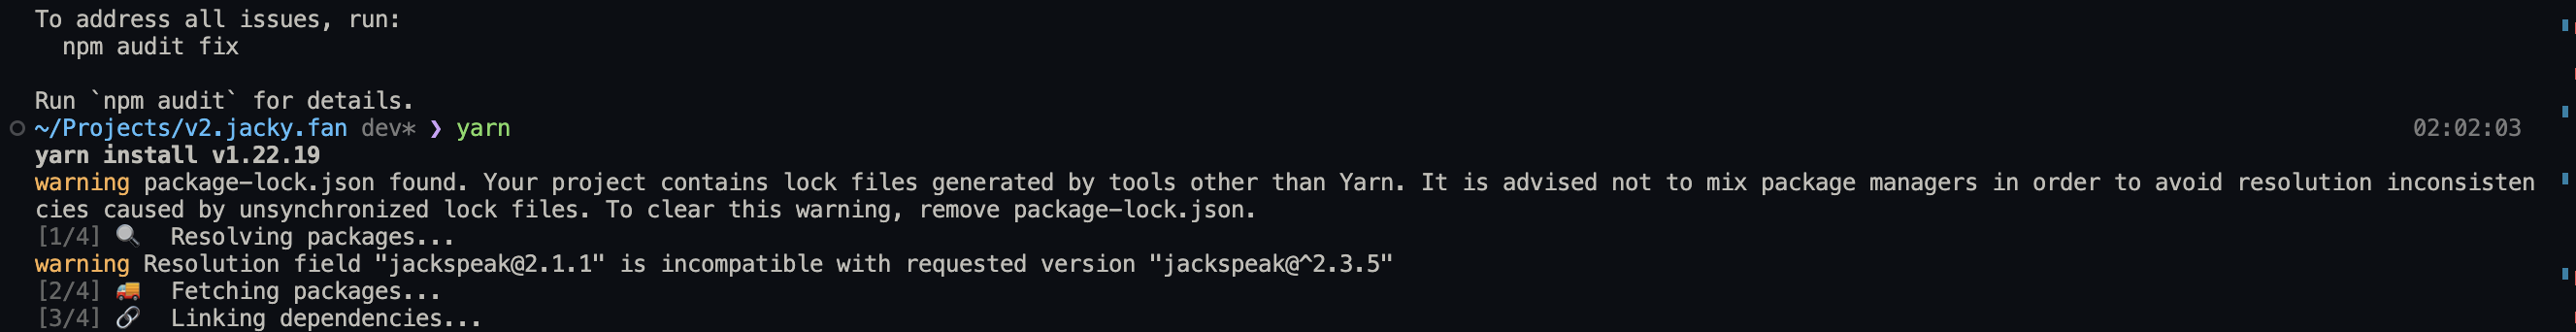 To address all issues, run:
  npm audit fix

Run `npm audit` for details.
~/Projects/v2.jacky.fan dev* ❯ yarn 02:02:03
yarn install v1.22.19
warning package-lock.json found. Your project contains lock files generated by tools other than Yarn. It is advised not to mix package managers in order to avoid resolution inconsisten
cies caused by unsynchronized lock files. To clear this warning, remove package-lock.json.
[1/4] 🔍  Resolving packages...
warning Resolution field "jackspeak@2.1.1" is incompatible with requested version "jackspeak@^2.3.5"
[2/4] 🚚  Fetching packages...
[3/4] 🔗  Linking dependencies...